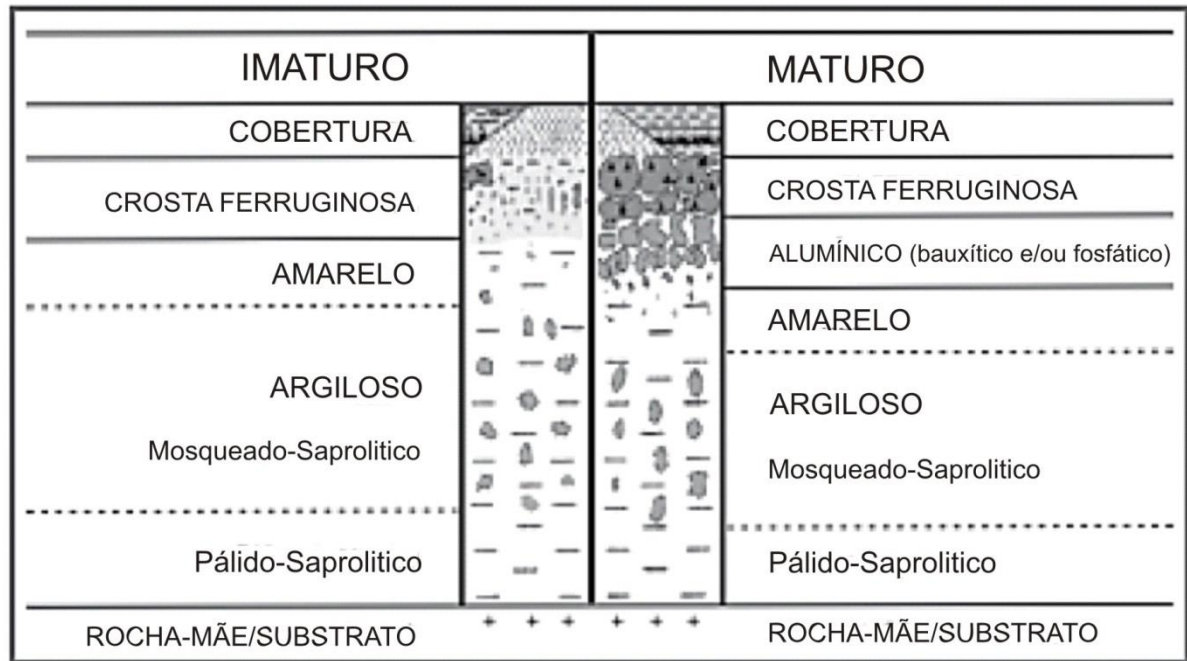 IMATURO
COBERTURA
CROSTA FERRUGINOSA
AMARELO
ARGILOSO
Mosqueado-Saprolitico
Pálido-Saprolitico
ROCHA-MÃE/SUBSTRATO
MATURO
COBERTURA
CROSTA FERRUGINOSA
ALUMÍNICO (bauxítico e/ou fosfático)
AMARELO
ARGILOSO
Mosqueado-Saprolitico
Pálido-Saprolitico
ROCHA-MÃE/SUBSTRATO